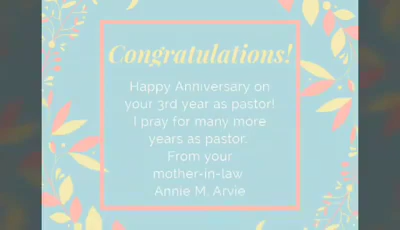 Congratulations!
Happy Anniversary on
your 3rd year as pastor!
I pray for many more
years as pastor.
From your
mother-in-law
Annie M. Arvie